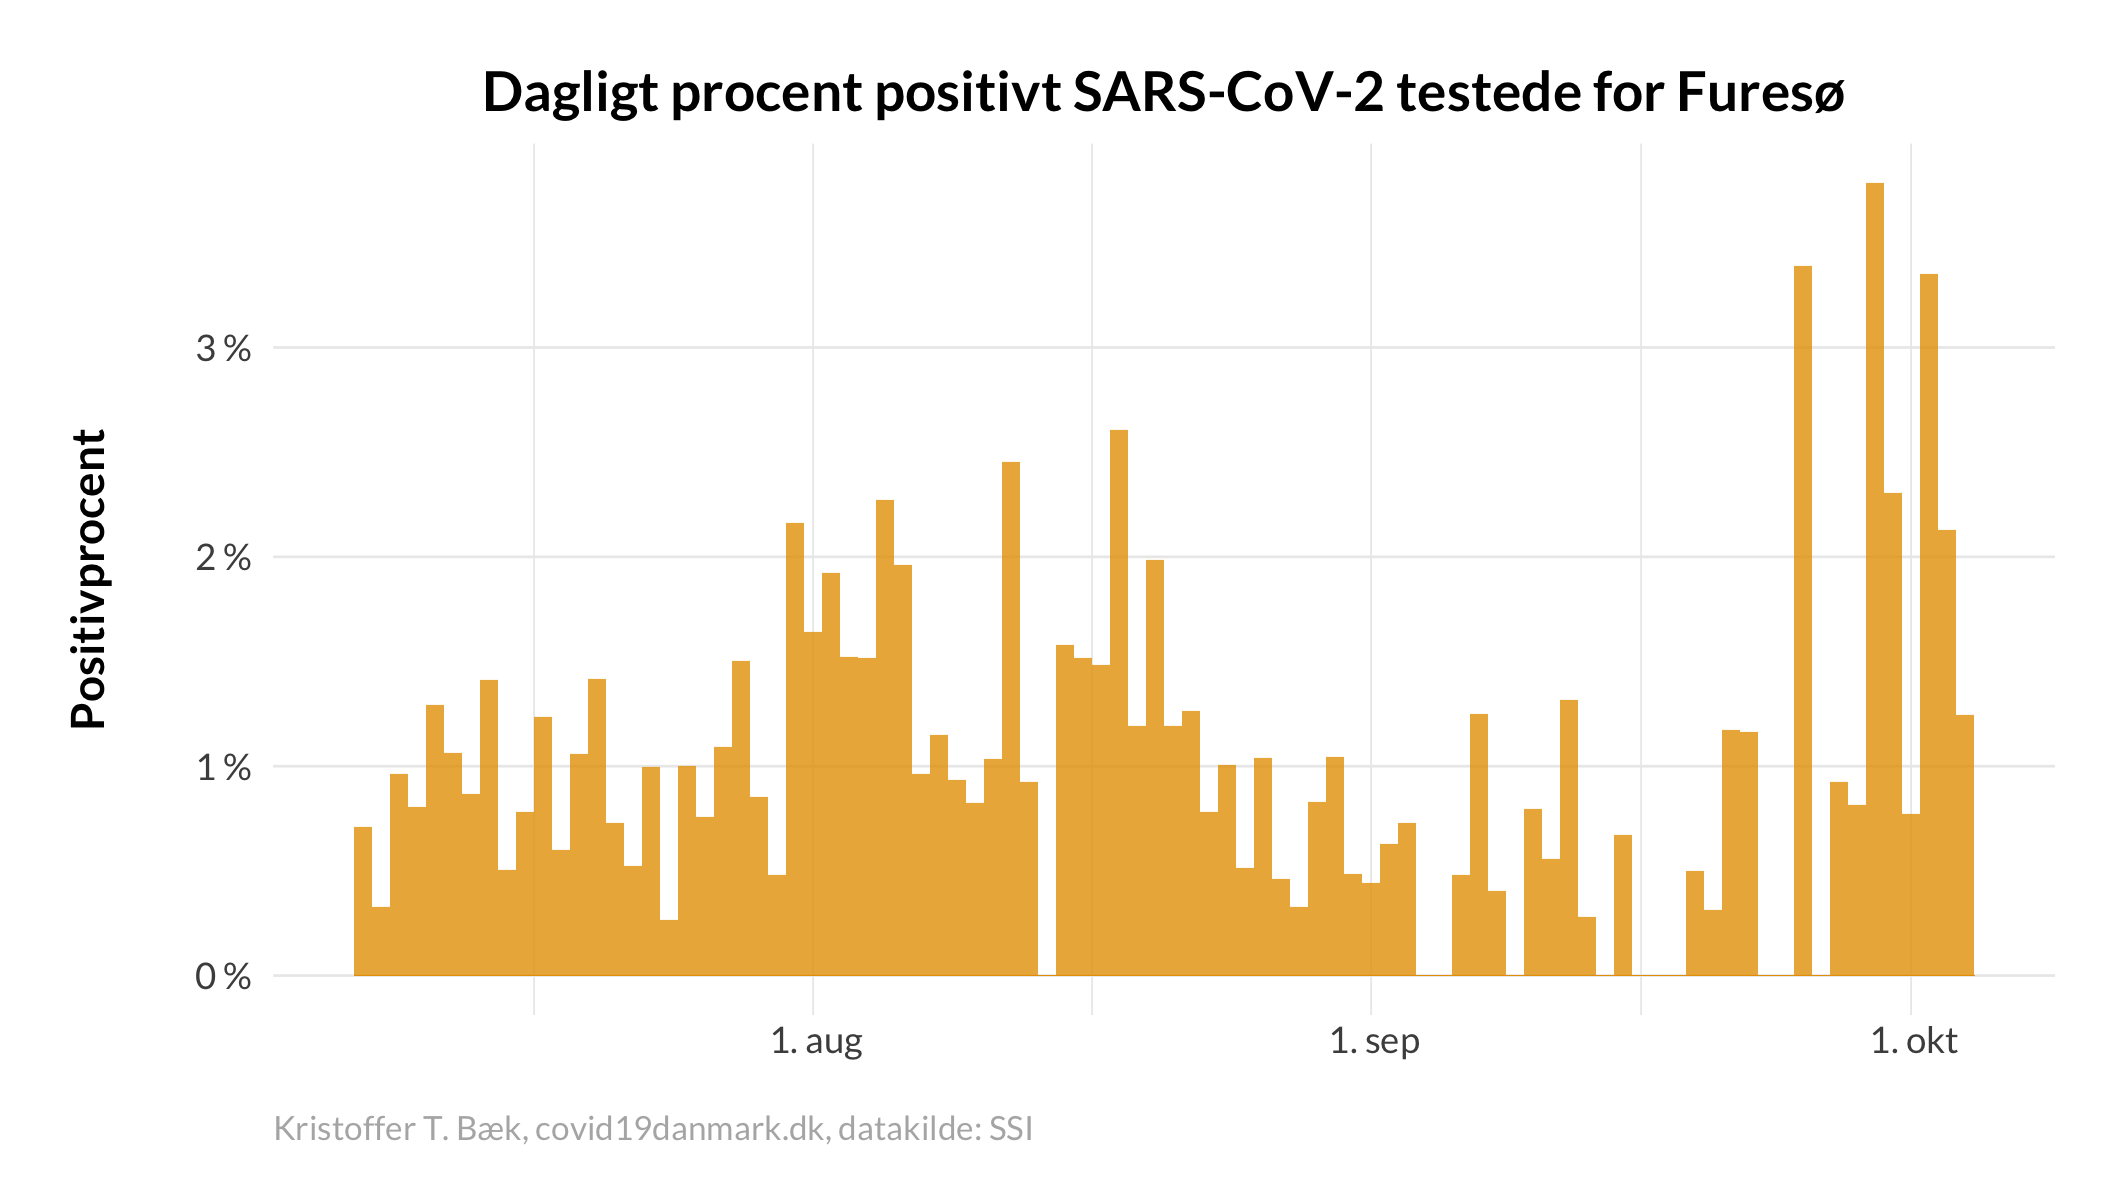 Dagligt procent positivt SARS-CoV-2 testede for Furesø
Positivprocent
3 %
2 %
1 %
0 %
1. aug
1. sep
1. okt
Kristoffer T. Bæk, covid19danmark.dk, datakilde: SSI